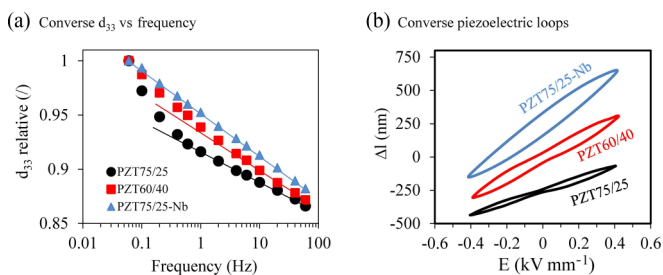 (a) Converse d33 vs frequency
d33 relative (/)
1
0.95
0.9
0.85
PZT75/25
PZT60/40
PZT75/25-Nb
0.01 0.1 1 10 100
Frequency (Hz)
(b) Converse piezoelectric loops
Δl (nm)
750
500
250
0
-250
-500
PZT75/25-Nb
PZT60/40
PZT75/25
-0.6 -0.4 -0.2 0 0.2 0.4 0.6
E (kV mm⁻¹)